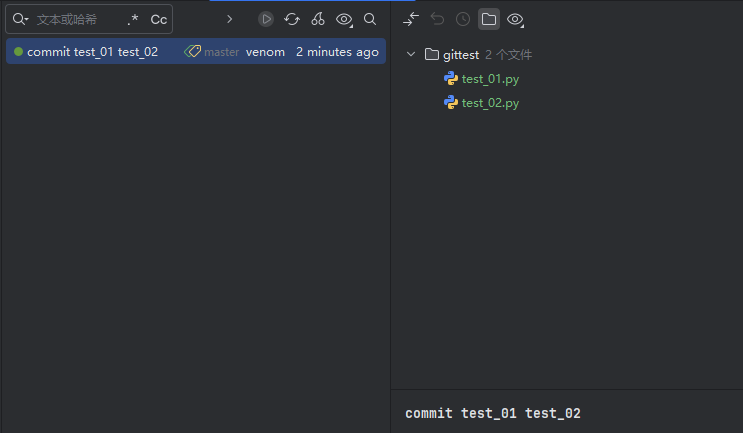 文本或哈希 .* Cc
commit test_01 test_02 master venom 2 minutes ago
gittest 2 个文件
test_01.py
test_02.py
commit test_01 test_02